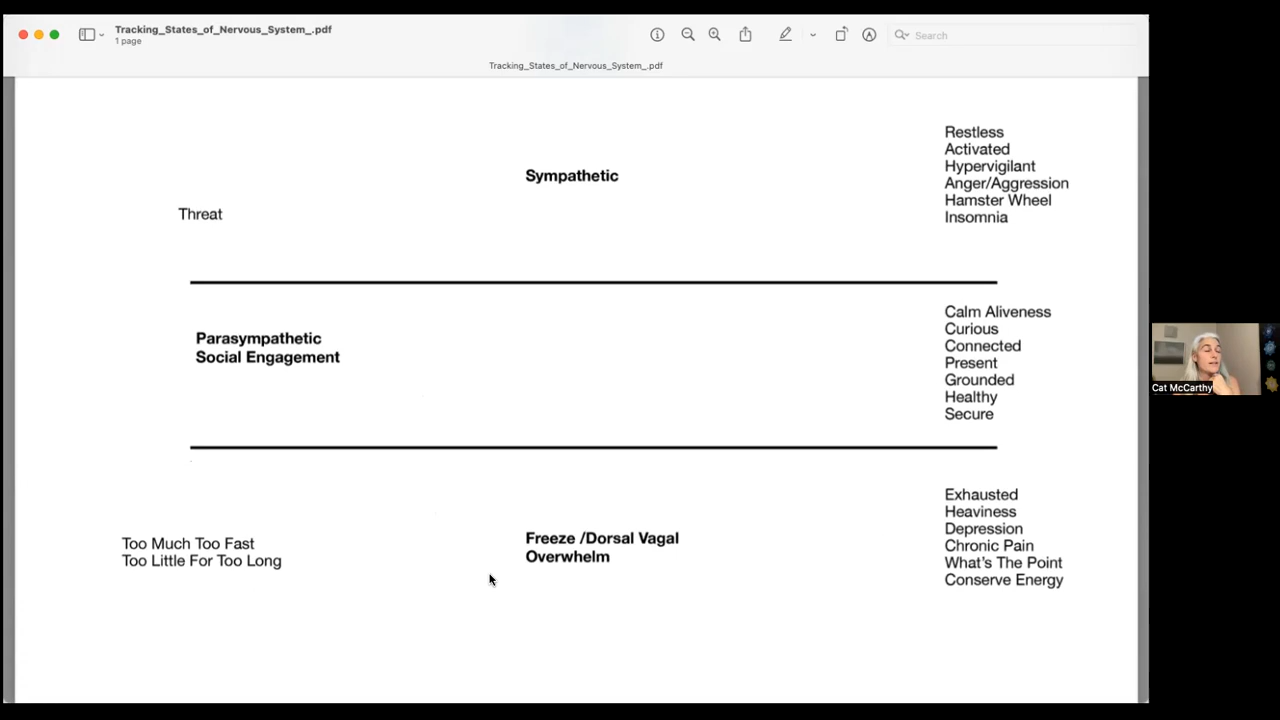 Tracking_States_of_Nervous_System_.pdf
1 page
Search
Tracking_States_of_Nervous_System_.pdf
Sympathetic
Threat
Restless
Activated
Hypervigilant
Anger/Aggression
Hamster Wheel
Insomnia
Parasympathetic
Social Engagement
Calm Aliveness
Curious
Connected
Present
Grounded
Healthy
Secure
Too Much Too Fast
Too Little For Too Long
Freeze /Dorsal Vagal
Overwhelm
Exhausted
Heaviness
Depression
Chronic Pain
What's The Point
Conserve Energy
Cat McCarthy